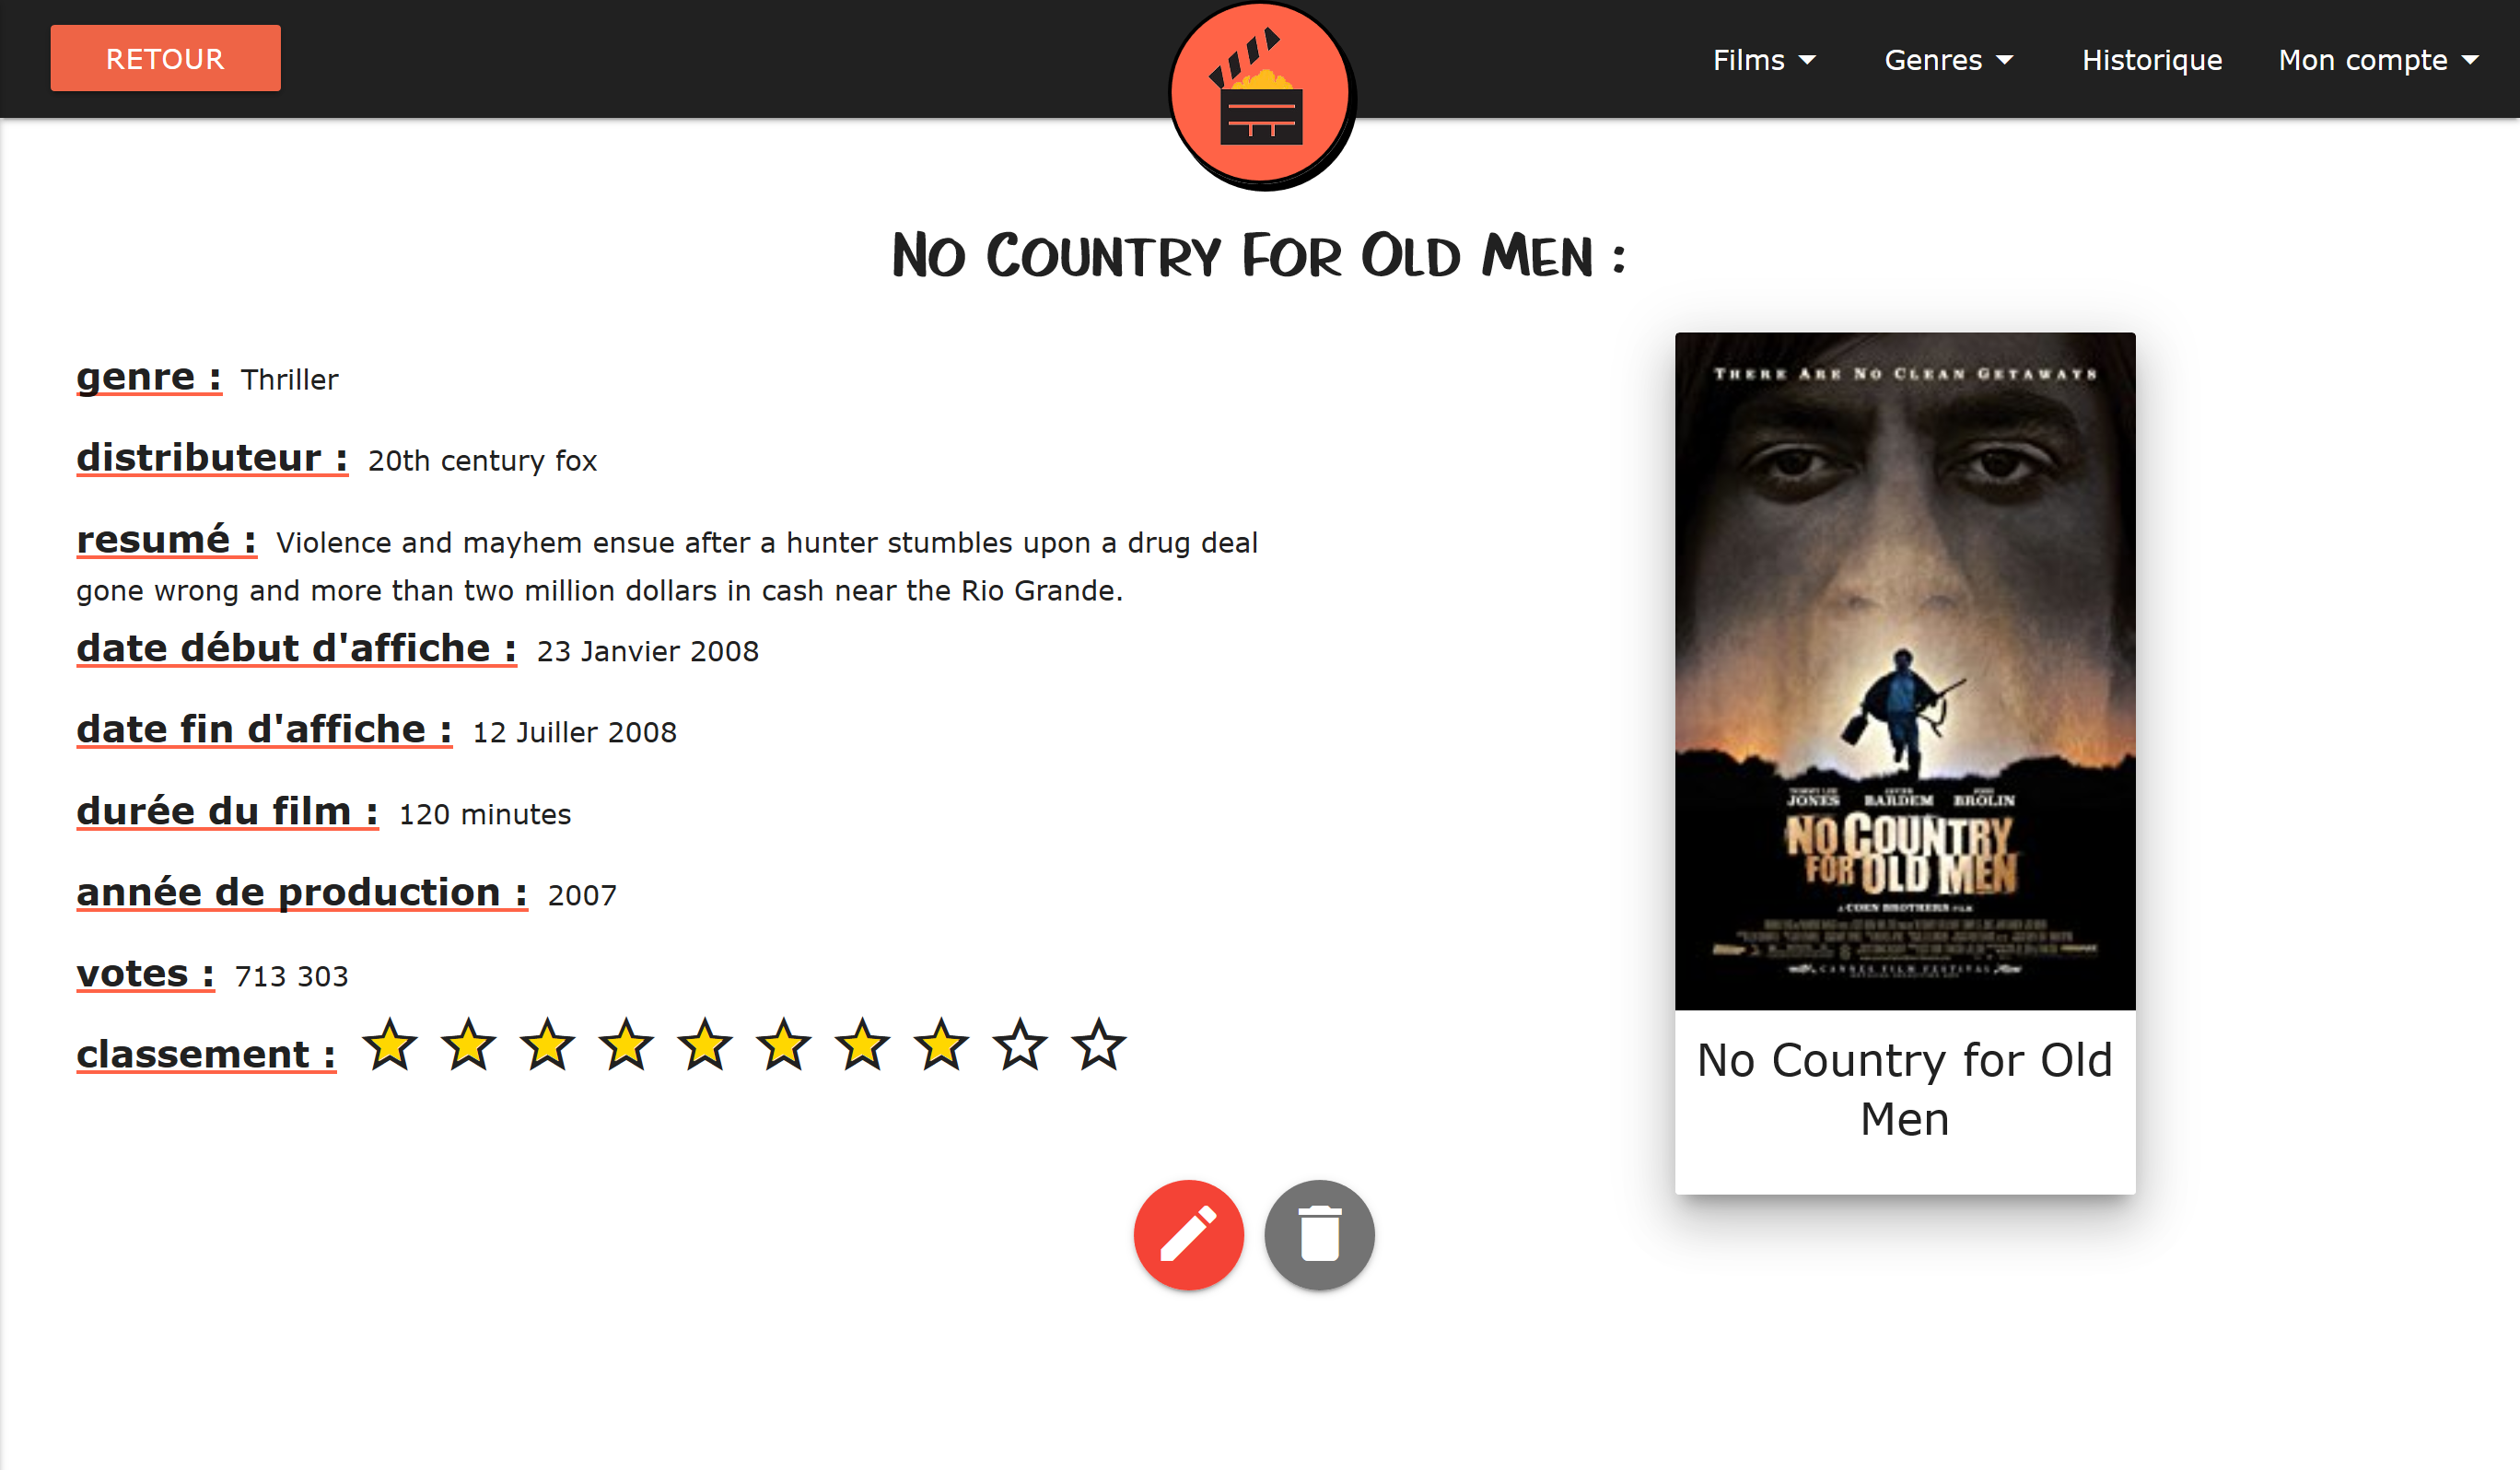 RETOUR
Films
Genres
Historique
Mon compte
No Country For Old Men :
genre : Thriller
distributeur : 20th century fox
resumé : Violence and mayhem ensue after a hunter stumbles upon a drug deal
gone wrong and more than two million dollars in cash near the Rio Grande.
date début d'affiche : 23 Janvier 2008
date fin d'affiche : 12 Juiller 2008
durée du film : 120 minutes
année de production : 2007
votes : 713 303
classement :
THERE ARE NO CLEAN GETAWAYS
JONES BARDEM BROLIN
NO COUNTRY
FOR OLD MEN
A COEN BROTHERS FILM
CANNES FILM FESTIVAL
No Country for Old
Men